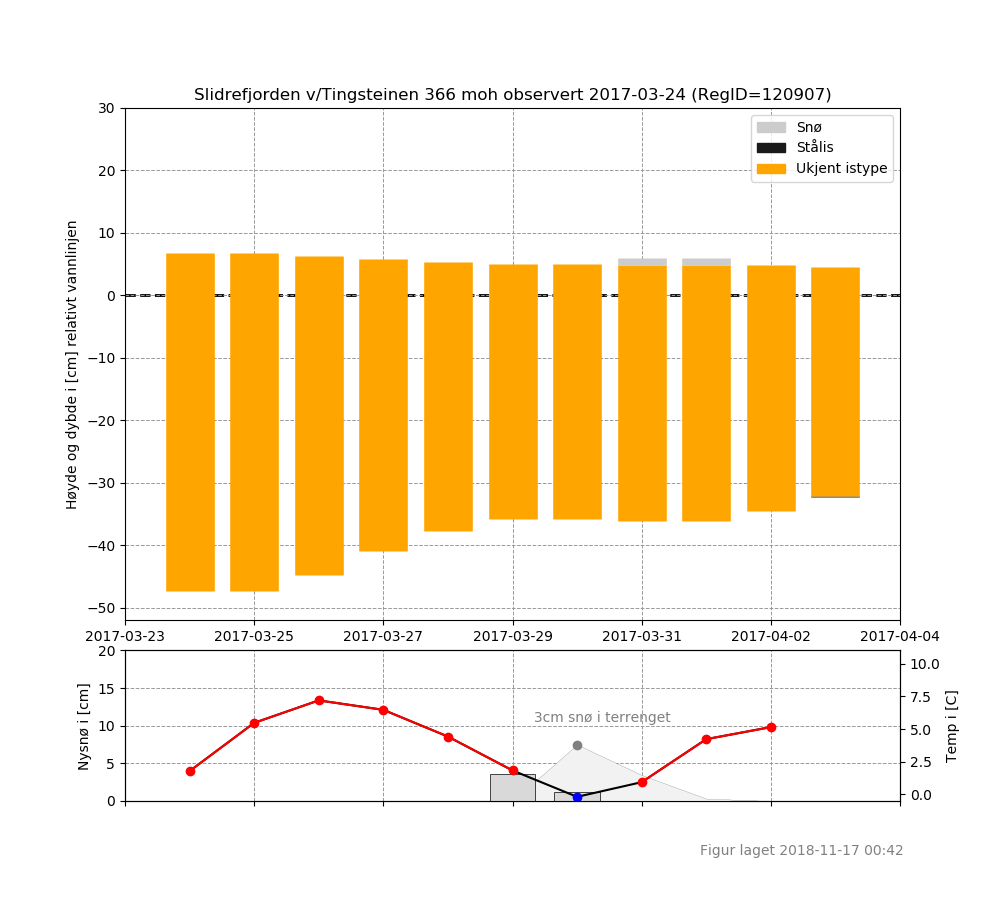 Slidrefjorden v/Tingsteinen 366 moh observert 2017-03-24 (RegID=120907)
30
20
10
0
−10
−20
−30
−40
−50
Høyde og dybde i [cm] relativt vannlinjen
Snø
Stålis
Ukjent istype
2017-03-23 2017-03-25 2017-03-27 2017-03-29 2017-03-31 2017-04-02 2017-04-04
20
15
10
5
0
Nysnø i [cm]
3cm snø i terrenget
10.0
7.5
5.0
2.5
0.0
Temp i [C]
Figur laget 2018-11-17 00:42